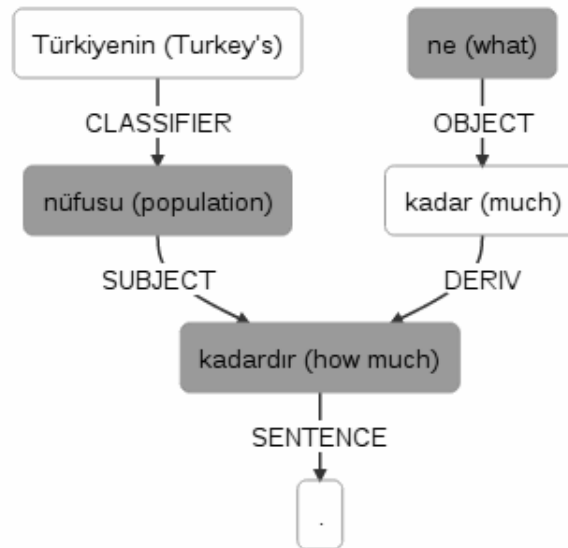 Türkiyenin (Turkey's)
ne (what)
CLASSIFIER
OBJECT
nüfusu (population)
kadar (much)
SUBJECT
DERIV
kadardır (how much)
SENTENCE
.